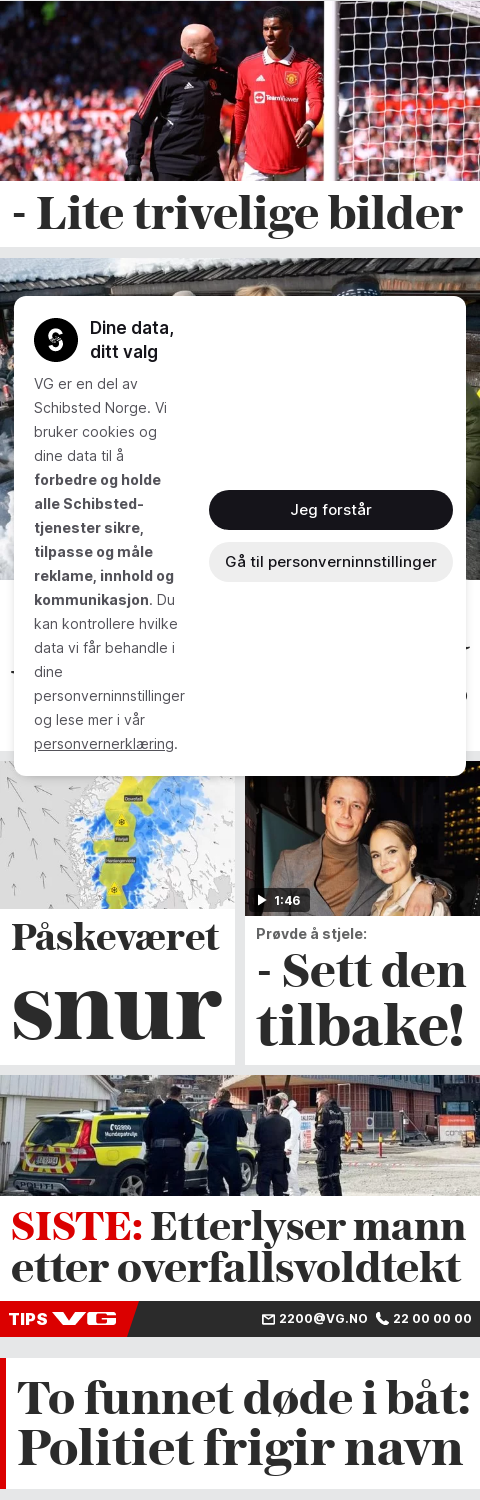 TeamViewer
- Lite trivelige bilder
Dine data,
ditt valg
VG er en del av
Schibsted Norge. Vi
bruker cookies og
dine data til å
forbedre og holde
alle Schibsted-
tjenester sikre,
tilpasse og måle
reklame, innhold og
kommunikasjon. Du
kan kontrollere hvilke
data vi får behandle i
dine
personverninnstillinger
og lese mer i vår
personvernerklæring.
Jeg forstår
Gå til personverninnstillinger
Påskeværet
snur
1:46
Prøvde å stjele:
- Sett den
tilbake!
02800
POLITI
SISTE: Etterlyser mann
etter overfallsvoldtekt
TIPS VG
2200@VG.NO 22 00 00 00
To funnet døde i båt:
Politiet frigir navn